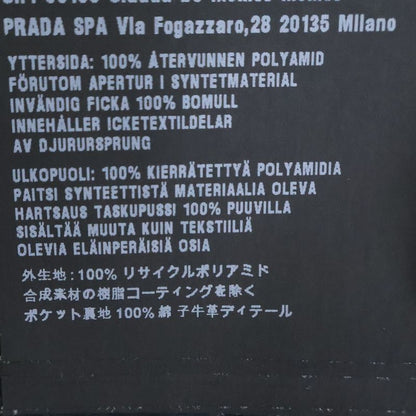 PRADA SPA Via Fogazzaro,28 20135 Milano
YTTERSIDA: 100% ÅTERVUNNEN POLYAMID
FÖRUTOM APERTUR I SYNTETMATERIAL
INVÄNDIG FICKA 100% BOMULL
INNEHÅLLER ICKETEXTILDELAR
AV DJURURSPRUNG
ULKOPUOLI: 100% KIERRÄTETTYÄ POLYAMIDIA
PAITSI SYNTEETTISTÄ MATERIAALIA OLEVA
HARTSAUS TASKUPUSSI 100% PUUVILLA
SISÄLTÄÄ MUUTA KUIN TEKSTIILIÄ
OLEVIA ELÄINPERÄISIÄ OSIA
外生地：100% リサイクルポリアミド
合成素材の樹脂コーティングを除く
ポケット裏地 100% 綿 子牛革ディテール